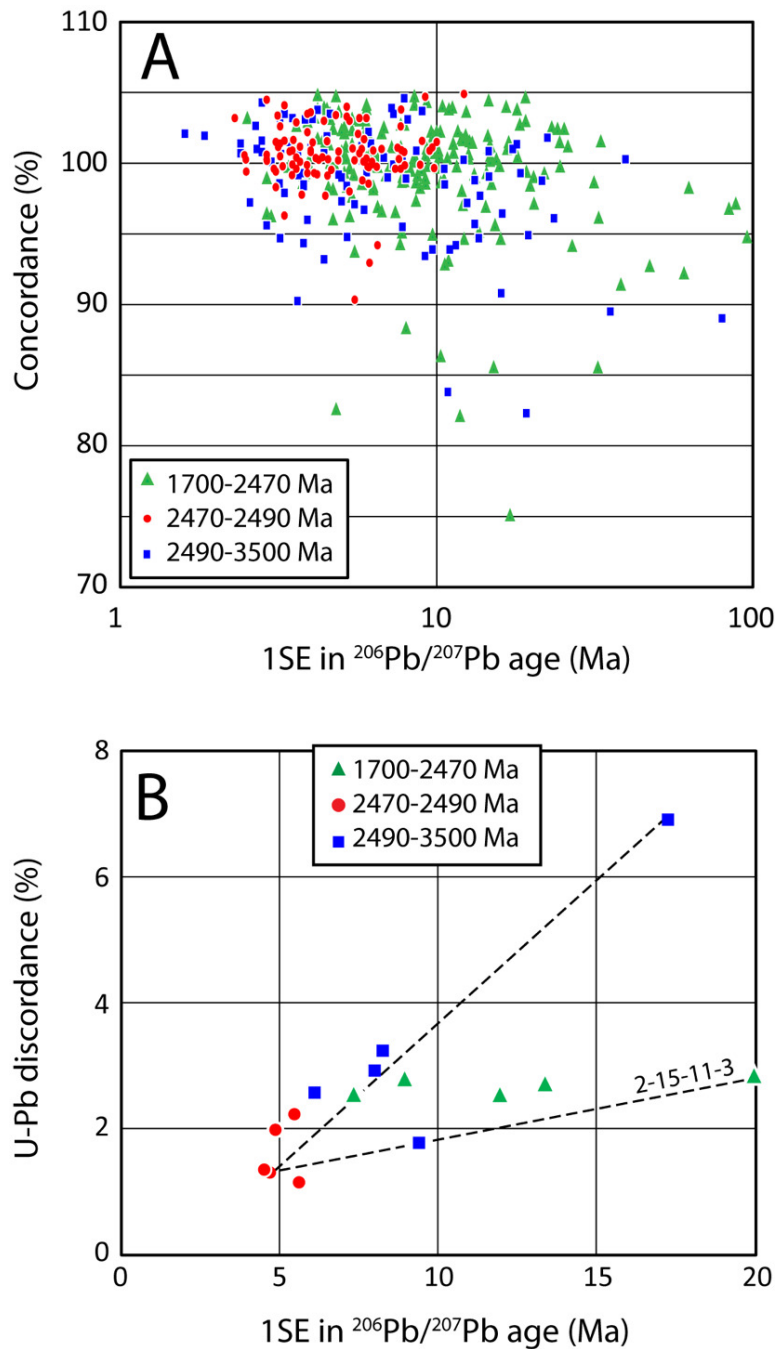 A
110
100
90
80
70
Concordance (%)
1700-2470 Ma
2470-2490 Ma
2490-3500 Ma
1
10
100
1SE in ²⁰⁶Pb/²⁰⁷Pb age (Ma)
B
8
6
4
2
0
U-Pb discordance (%)
1700-2470 Ma
2470-2490 Ma
2490-3500 Ma
2-15-11-3
0
5
10
15
20
1SE in ²⁰⁶Pb/²⁰⁷Pb age (Ma)